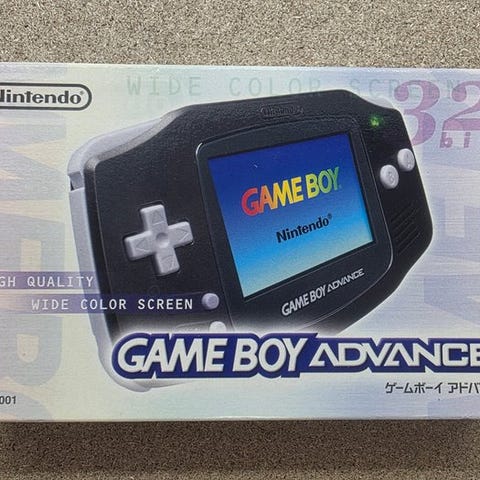 WIDE COLOR SCREEN
Nintendo®
32
bi
GAME BOY.
Nintendo®
GAME BOY ADVANCE
GH QUALITY
WIDE COLOR SCREEN
GAME BOY ADVANCE
ゲームボーイ アドバ
001